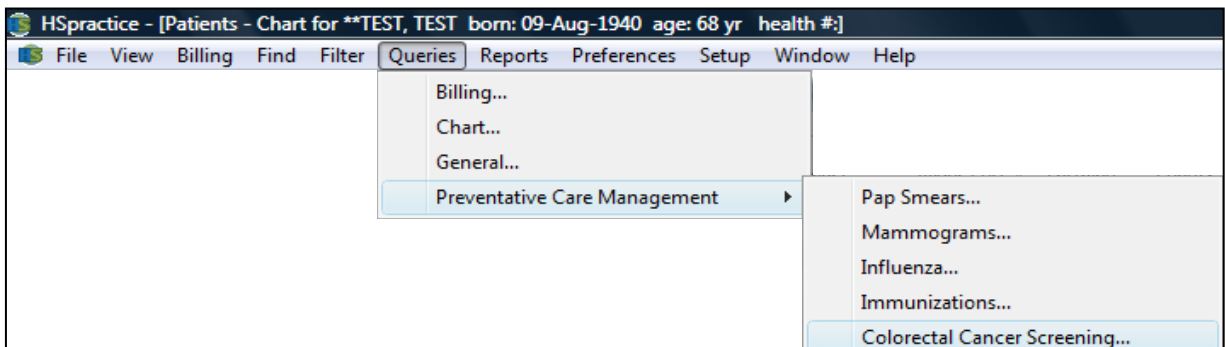 HSpractice - [Patients - Chart for **TEST, TEST born: 09-Aug-1940 age: 68 yr health #:]
File View Billing Find Filter Queries Reports Preferences Setup Window Help
Billing...
Chart...
General...
Preventative Care Management
Pap Smears...
Mammograms...
Influenza...
Immunizations...
Colorectal Cancer Screening...